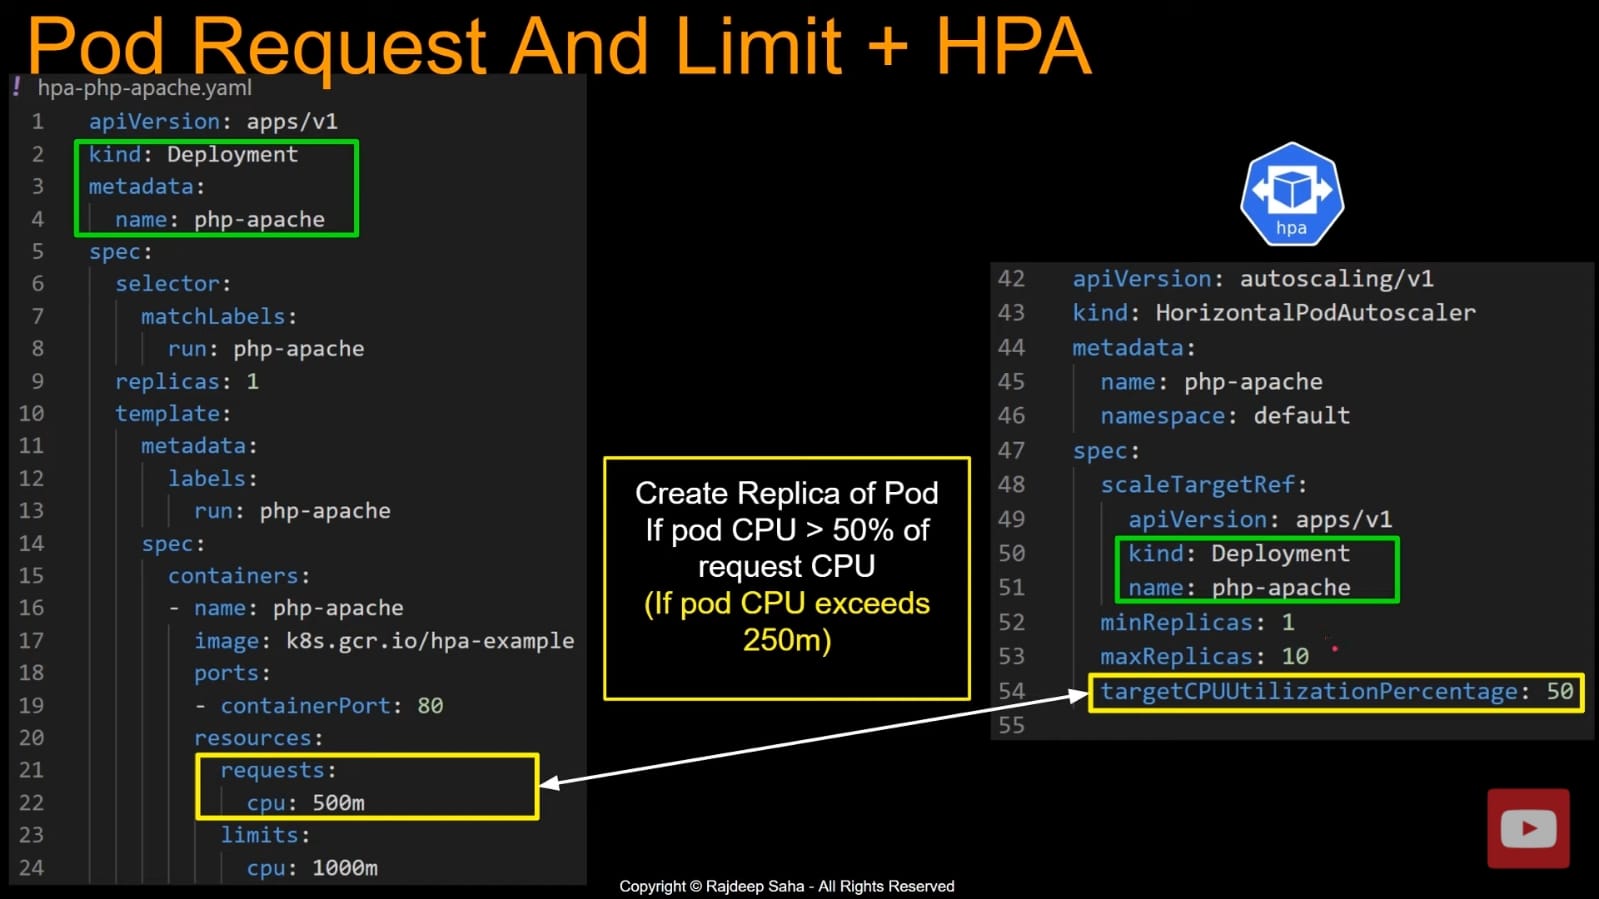 Pod Request And Limit + HPA
! hpa-php-apache.yaml
1 apiVersion: apps/v1
2 kind: Deployment
3 metadata:
4 name: php-apache
5 spec:
6 selector:
7 matchLabels:
8 run: php-apache
9 replicas: 1
10 template:
11 metadata:
12 labels:
13 run: php-apache
14 spec:
15 containers:
16 - name: php-apache
17 image: k8s.gcr.io/hpa-example
18 ports:
19 - containerPort: 80
20 resources:
21 requests:
22 cpu: 500m
23 limits:
24 cpu: 1000m
Create Replica of Pod
If pod CPU > 50% of
request CPU
(If pod CPU exceeds
250m)
hpa
42 apiVersion: autoscaling/v1
43 kind: HorizontalPodAutoscaler
44 metadata:
45 name: php-apache
46 namespace: default
47 spec:
48 scaleTargetRef:
49 apiVersion: apps/v1
50 kind: Deployment
51 name: php-apache
52 minReplicas: 1
53 maxReplicas: 10
54 targetCPUUtilizationPercentage: 50
55
Copyright © Rajdeep Saha - All Rights Reserved